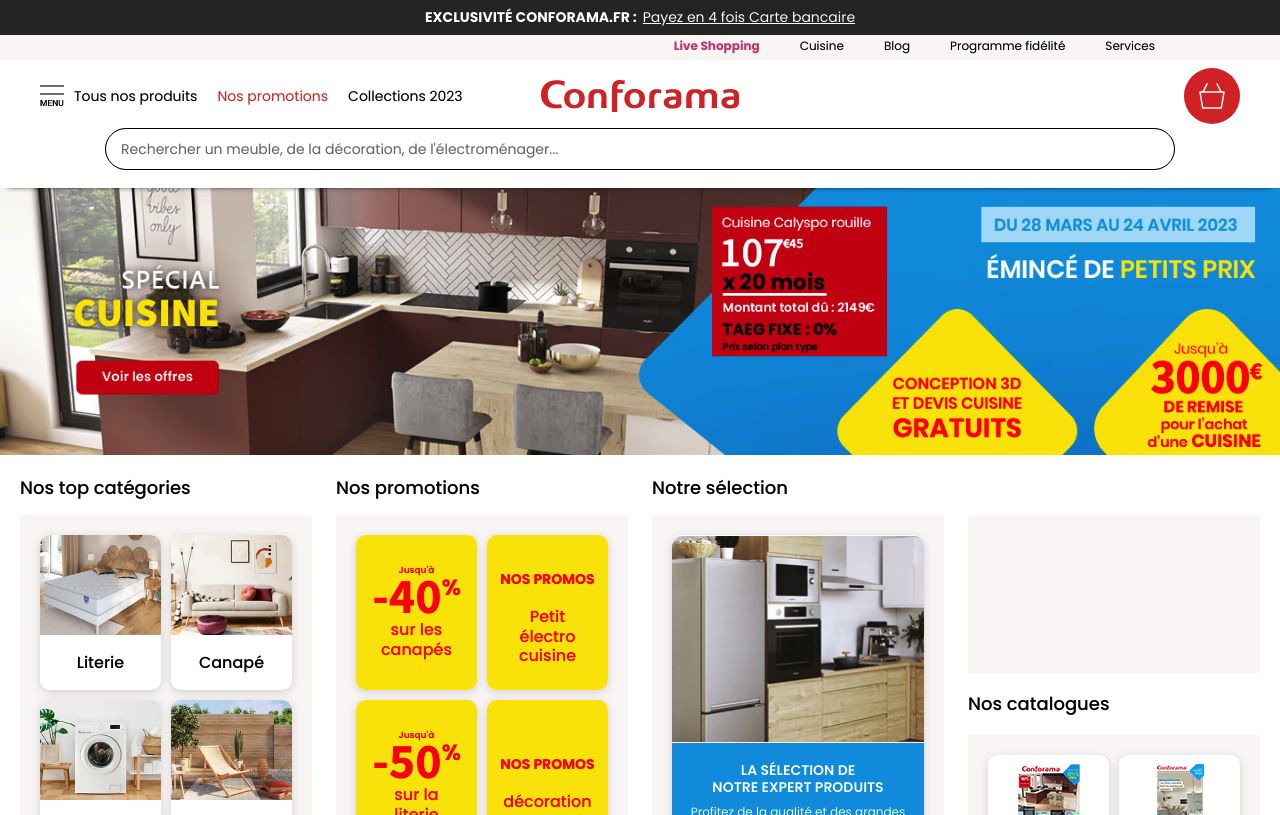 EXCLUSIVITÉ CONFORAMA.FR : Payez en 4 fois Carte bancaire
Live Shopping
Cuisine
Blog
Programme fidélité
Services
MENU
Tous nos produits
Nos promotions
Collections 2023
Conforama
Rechercher un meuble, de la décoration, de l'électroménager...
good
vibes
only
SPÉCIAL
CUISINE
Voir les offres
Cuisine Calyspo rouille
107€45
x 20 mois
Montant total dû : 2149€
TAEG FIXE : 0%
Prix selon plan type
DU 28 MARS AU 24 AVRIL 2023
ÉMINCÉ DE PETITS PRIX
CONCEPTION 3D
ET DEVIS CUISINE
GRATUITS
Jusqu'à
3000€
DE REMISE
pour l'achat
d'une CUISINE
Nos top catégories
Literie
Canapé
Nos promotions
Jusqu'à
-40%
sur les
canapés
NOS PROMOS
Petit
électro
cuisine
Jusqu'à
-50%
sur la
literie
NOS PROMOS
décoration
Notre sélection
LA SÉLECTION DE
NOTRE EXPERT PRODUITS
Profitez de la qualité et des grandes
Nos catalogues
Conforama
Conforama